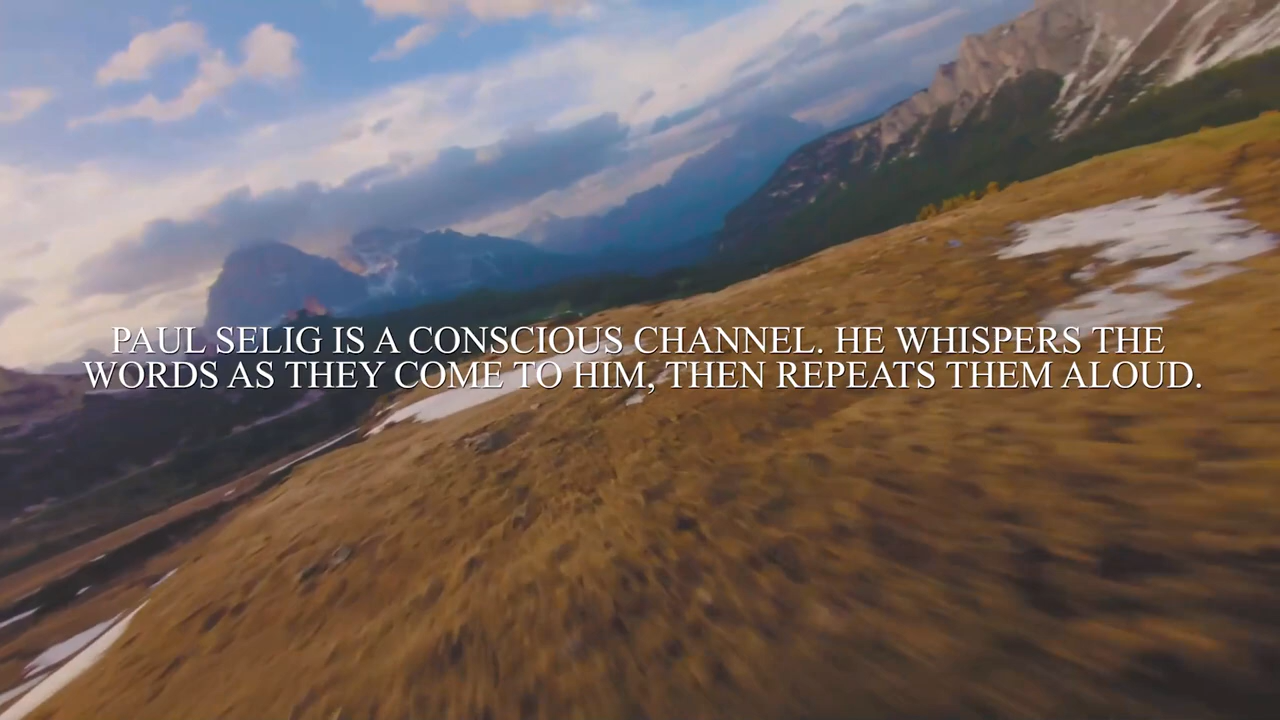 PAUL SELIG IS A CONSCIOUS CHANNEL. HE WHISPERS THE
WORDS AS THEY COME TO HIM, THEN REPEATS THEM ALOUD.